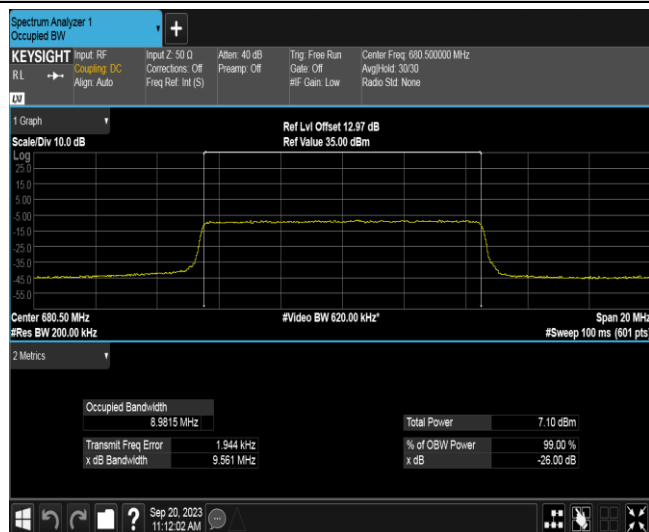 Spectrum Analyzer 1
Occupied BW
+
KEYSIGHT
RL
Input: RF
Coupling: DC
Align: Auto
Input Z: 50 Ω
Corrections: Off
Freq Ref: Int (S)
Atten: 40 dB
Preamp: Off
Trig: Free Run
Gate: Off
#IF Gain: Low
Center Freq: 680.500000 MHz
Avg|Hold: 30/30
Radio Std: None
LXI
1 Graph
Scale/Div 10.0 dB
Ref Lvl Offset 12.97 dB
Ref Value 35.00 dBm
Log
25.0
15.0
5.00
-5.00
-15.0
-25.0
-35.0
-45.0
-55.0
Center 680.50 MHz
#Res BW 200.00 kHz
#Video BW 620.00 kHz*
Span 20 MHz
#Sweep 100 ms (601 pts)
2 Metrics
Occupied Bandwidth
8.9815 MHz
Transmit Freq Error 1.944 kHz
x dB Bandwidth 9.561 MHz
Total Power 7.10 dBm
% of OBW Power 99.00 %
x dB -26.00 dB
?
Sep 20, 2023
11:12:02 AM